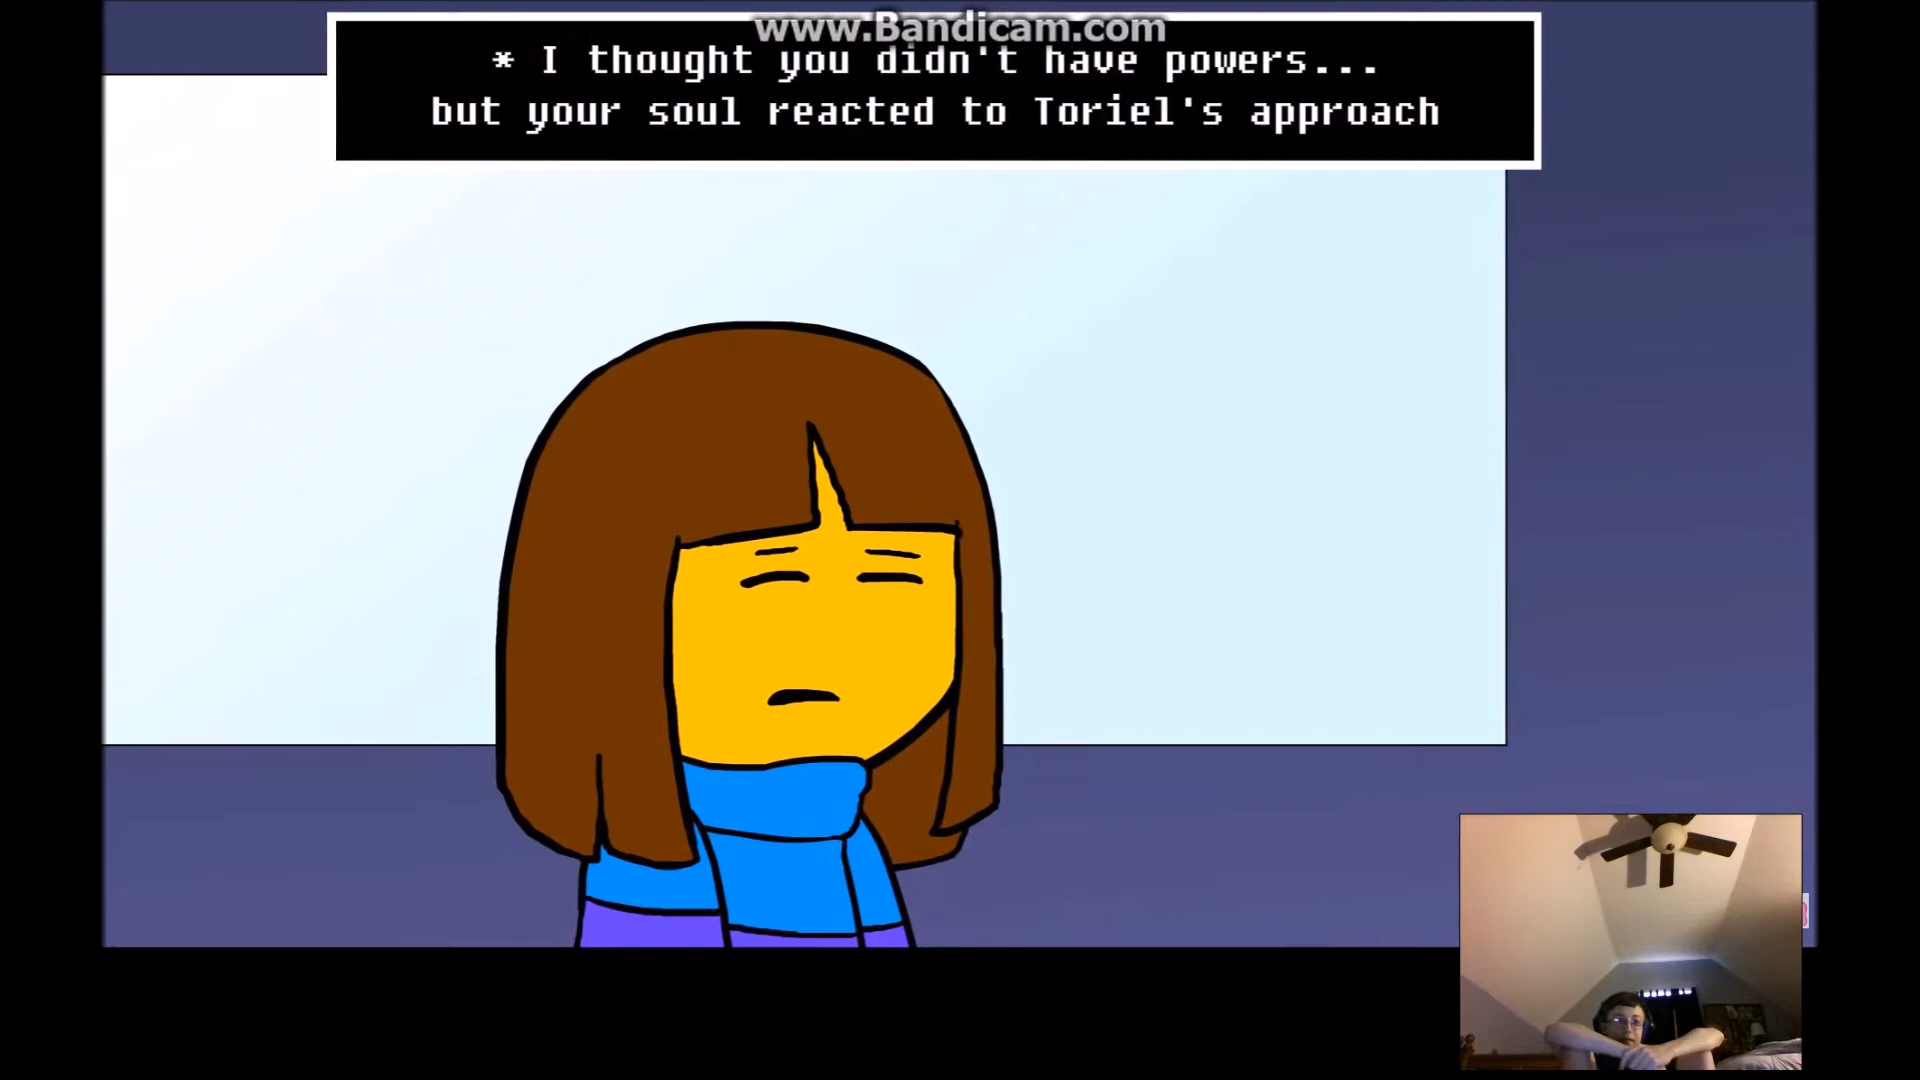 www.Bandicam.com
* I thought you didn't have powers...
but your soul reacted to Toriel's approach